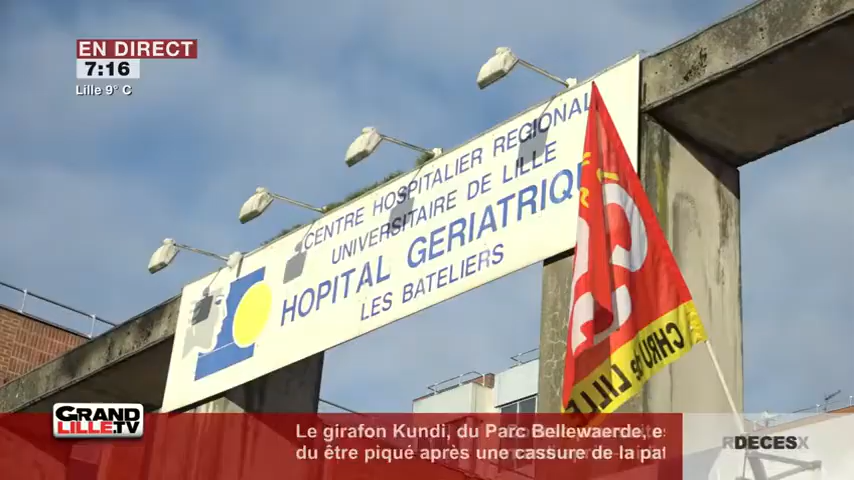 EN DIRECT
7:16
Lille 9° C
CENTRE HOSPITALIER REGIONAL
UNIVERSITAIRE DE LILLE
HOPITAL GERIATRIQUE
LES BATELIERS
CHRU de LILLE
GRAND
LILLE.TV
Le girafon Kundi, du Parc Bellewaerde, e
du être piqué après une cassure de la pat
DECES